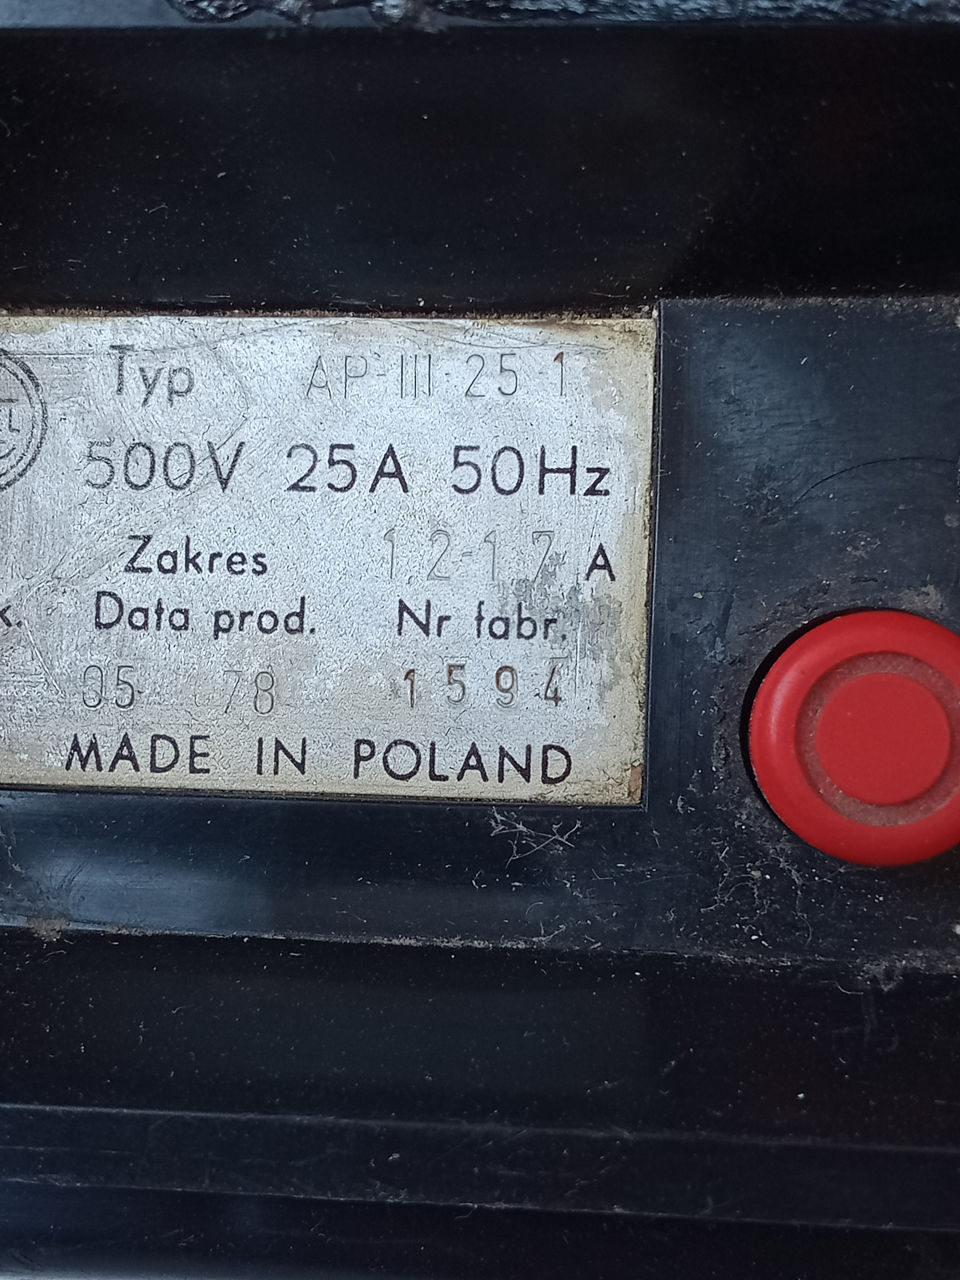 Typ AP-III-25-1
500V 25A 50Hz
Zakres 12-17 A
k. Data prod. Nr fabr.
05 78 1594
MADE IN POLAND